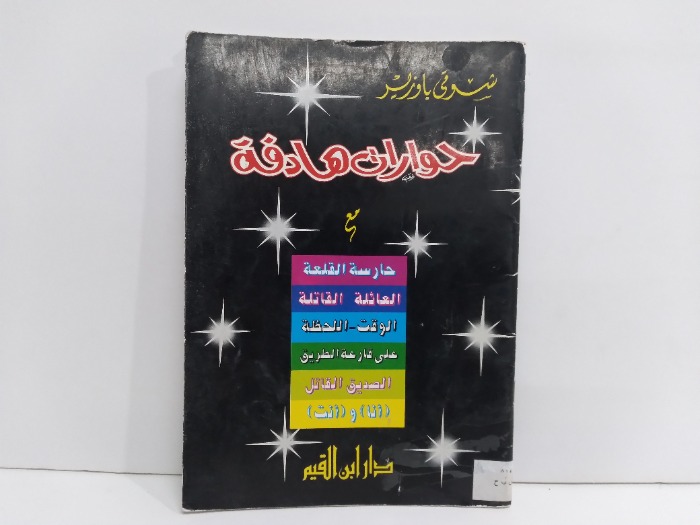 شوقي باوزير
حوارات هادفة
مع
حارسة القلعة
العائلة القاتلة
الوقت - اللحظة
على قارعة الطريق
الصديق القاتل
(أنا) و (أنت)
دار ابن القيم